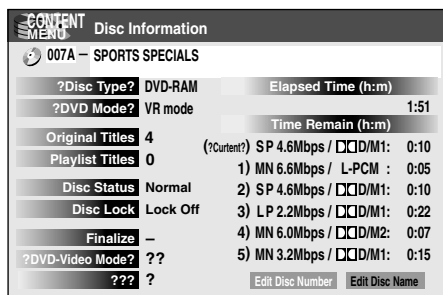 CONTENT MENU Disc Information
007A – SPORTS SPECIALS
?Disc Type? DVD-RAM
?DVD Mode? VR mode
Original Titles 4
Playlist Titles 0
Disc Status Normal
Disc Lock Lock Off
Finalize –
?DVD-Video Mode? ??
??? ?
Elapsed Time (h:m)
1:51
Time Remain (h:m)
(?Curtent?) SP 4.6Mbps / D/M1: 0:10
1) MN 6.6Mbps / L-PCM : 0:05
2) SP 4.6Mbps / D/M1: 0:10
3) LP 2.2Mbps / D/M1: 0:22
4) MN 6.0Mbps / D/M2: 0:07
5) MN 3.2Mbps / D/M1: 0:15
Edit Disc Number Edit Disc Name